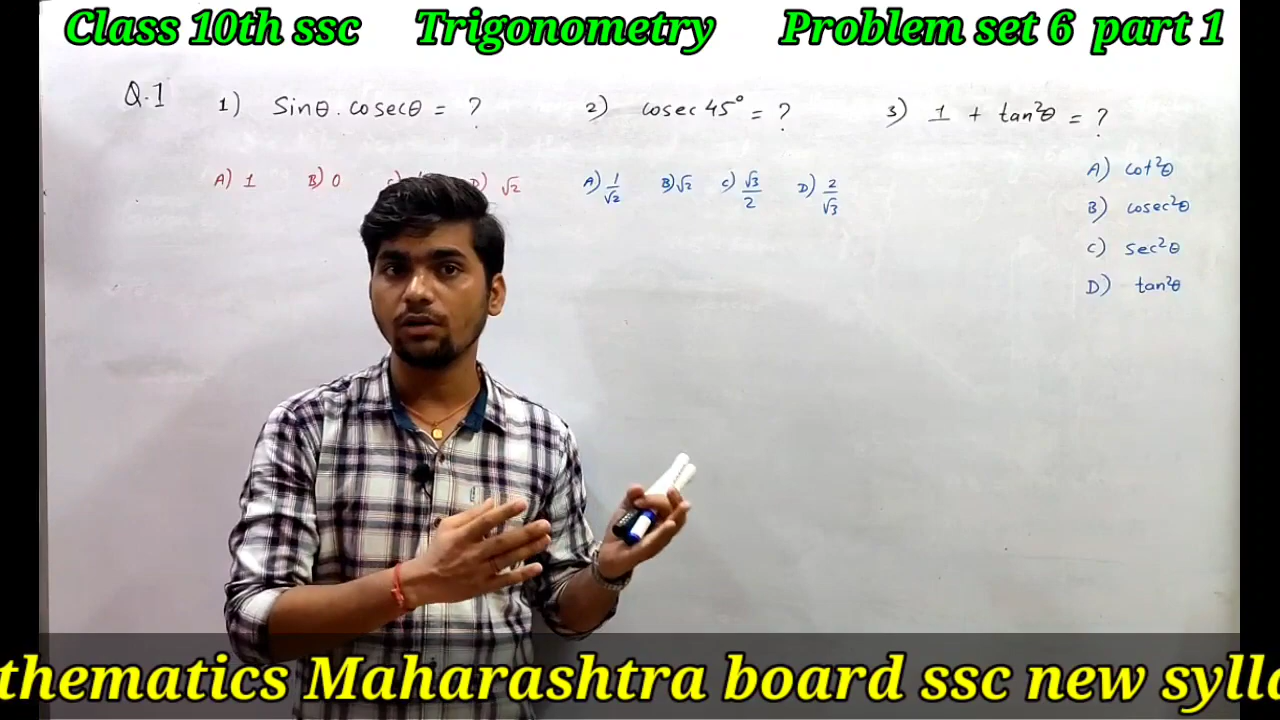 Class 10th ssc Trigonometry Problem set 6 part 1
Q.1 1) Sinθ . cosecθ = ? 2) cosec 45° = ? 3) 1 + tan²θ = ?
A) 1 B) 0 D) √2 A) 1/√2 B) √2 C) √3/2 D) 2/√3
A) cot²θ
B) cosec²θ
C) sec²θ
D) tan²θ
thematics Maharashtra board ssc new sylla